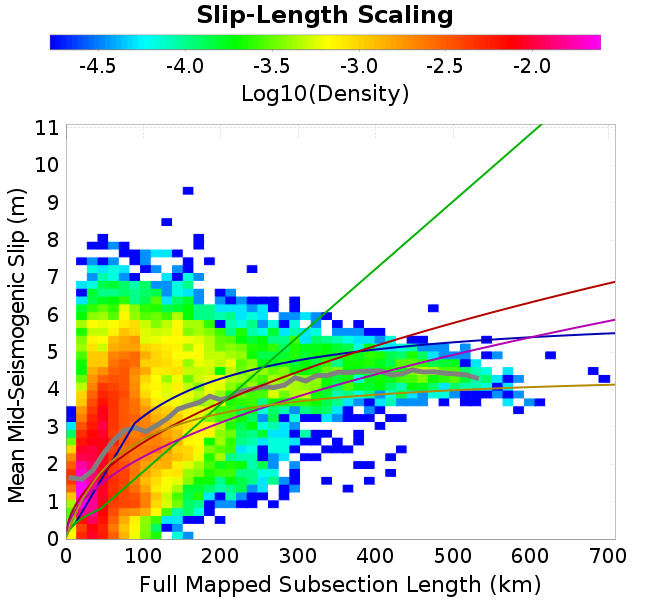 Slip-Length Scaling
-4.5 -4.0 -3.5 -3.0 -2.5 -2.0
Log10(Density)
Mean Mid-Seismogenic Slip (m)
11
10
9
8
7
6
5
4
3
2
1
0
0 100 200 300 400 500 600 700
Full Mapped Subsection Length (km)